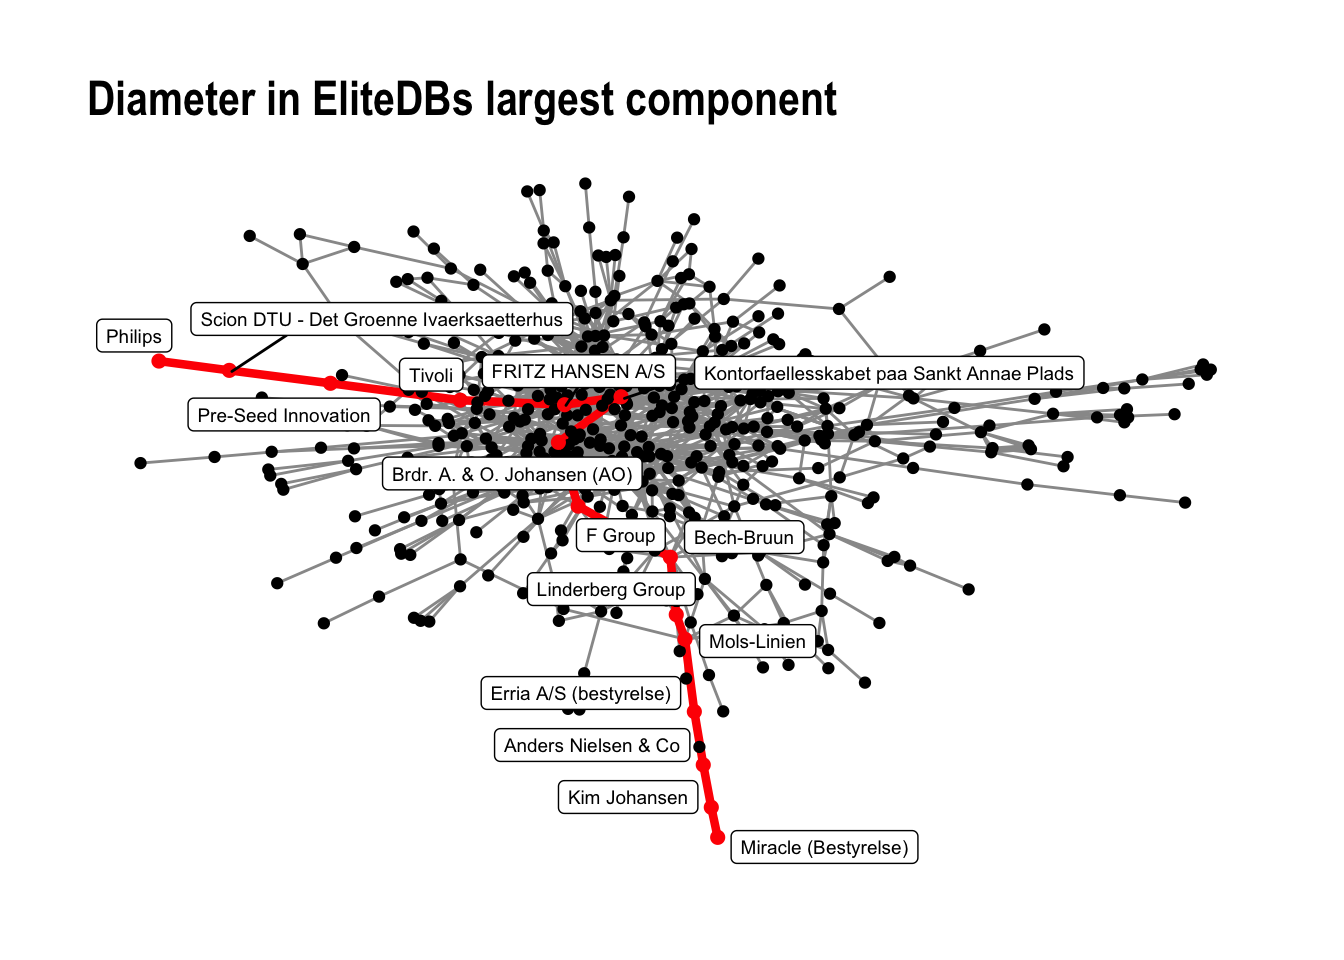 Diameter in EliteDBs largest component
Scion DTU - Det Groenne Ivaerksaetterhus
Philips
Tivoli
FRITZ HANSEN A/S
Kontorfaellesskabet paa Sankt Annae Plads
Pre-Seed Innovation
Brdr. A. & O. Johansen (AO)
F Group
Bech-Bruun
Linderberg Group
Mols-Linien
Erria A/S (bestyrelse)
Anders Nielsen & Co
Kim Johansen
Miracle (Bestyrelse)